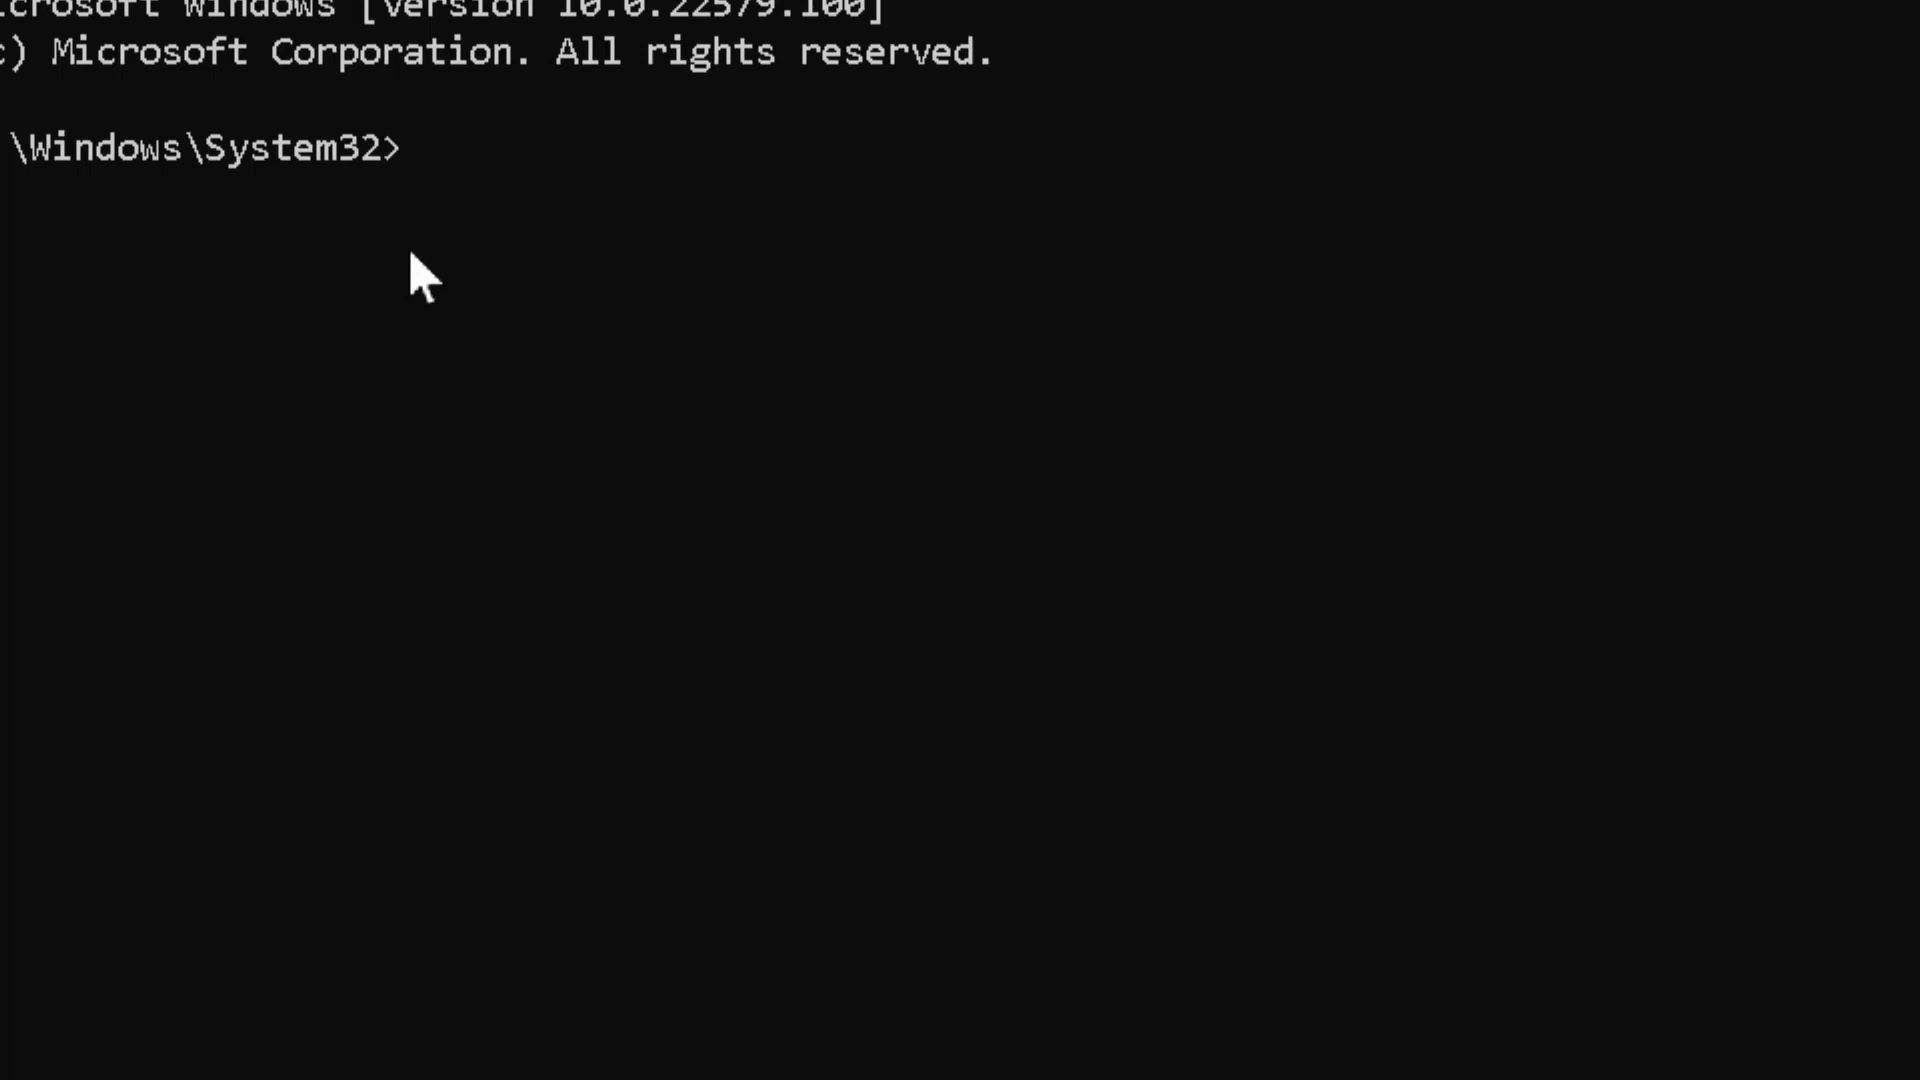 crosoft Windows [Version 10.0.22579.100]
c) Microsoft Corporation. All rights reserved.
\Windows\System32>